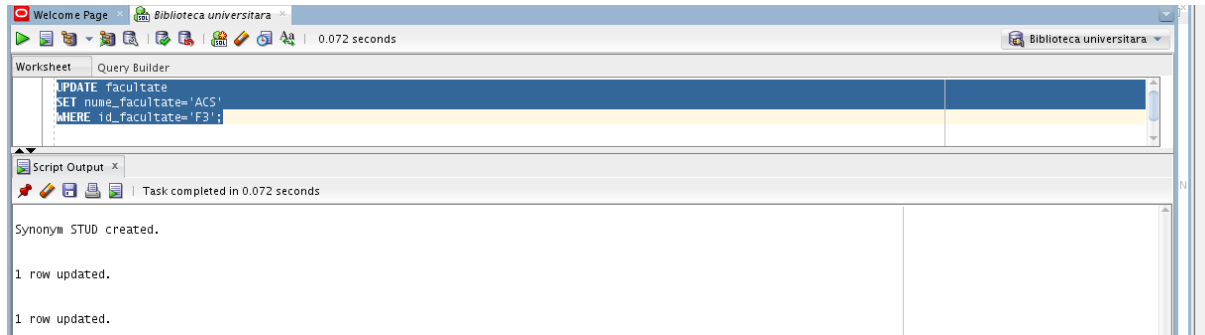 Welcome Page Biblioteca universitara
0.072 seconds Biblioteca universitara
Worksheet Query Builder
UPDATE facultate
SET nume_facultate='ACS'
WHERE id_facultate='F3';
Script Output x
Task completed in 0.072 seconds
Synonym STUD created.
1 row updated.
1 row updated.